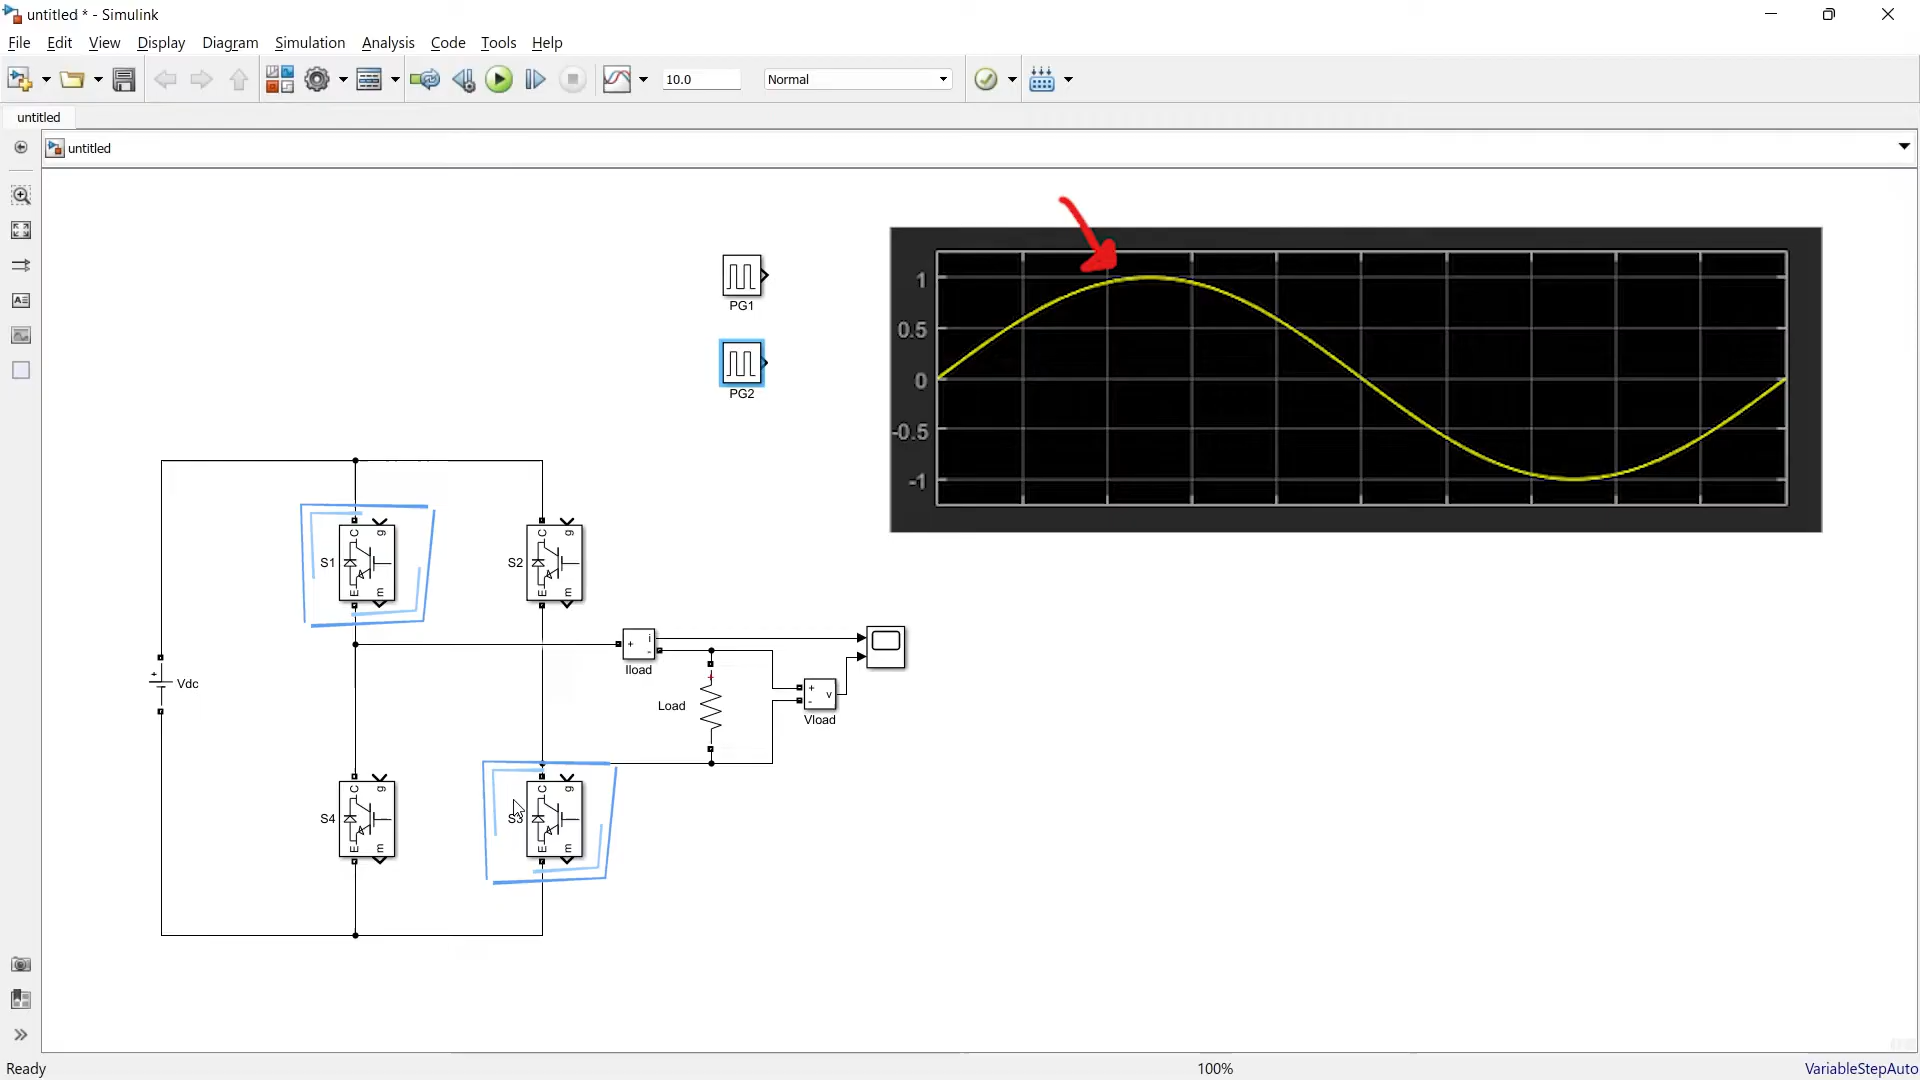 untitled * - Simulink
File Edit View Display Diagram Simulation Analysis Code Tools Help
10.0 Normal
untitled
untitled
PG1
PG2
1
0.5
0
-0.5
-1
C g
S1
E m
C g
S2
E m
+ i
-
Iload
+
Vdc
+
Load
+ v
-
Vload
C g
S4
E m
C g
S3
E m
Ready 100% VariableStepAuto